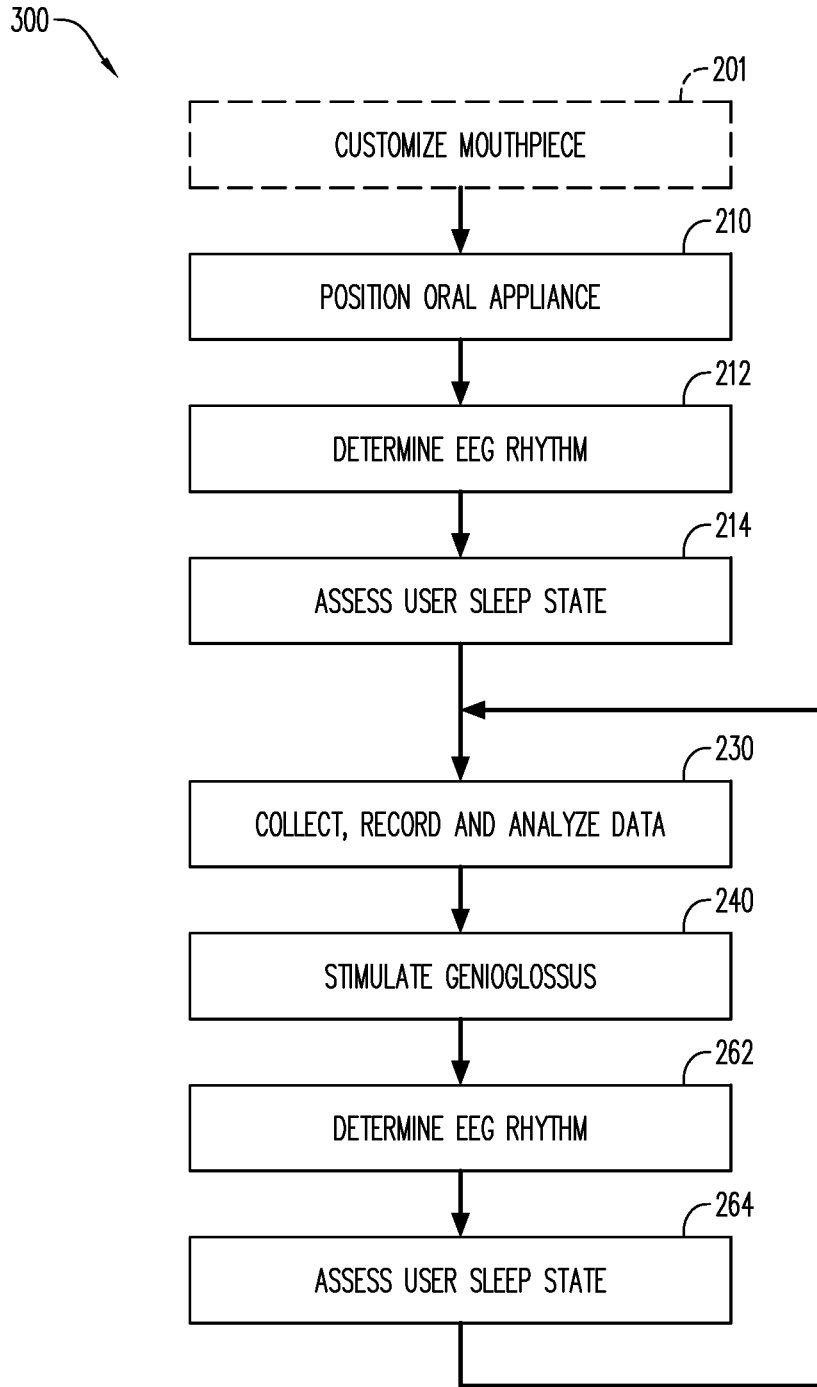 300
201
CUSTOMIZE MOUTHPIECE
210
POSITION ORAL APPLIANCE
212
DETERMINE EEG RHYTHM
214
ASSESS USER SLEEP STATE
230
COLLECT, RECORD AND ANALYZE DATA
240
STIMULATE GENIOGLOSSUS
262
DETERMINE EEG RHYTHM
264
ASSESS USER SLEEP STATE